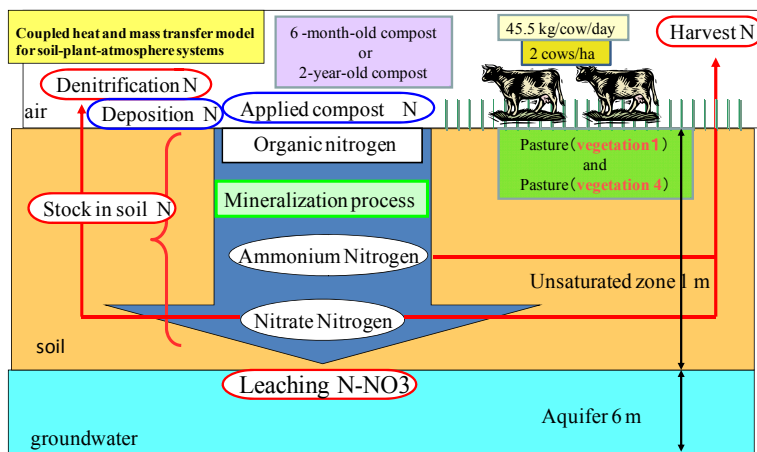 Coupled heat and mass transfer model
for soil-plant-atmosphere systems
6 -month-old compost
or
2-year-old compost
45.5 kg/cow/day
2 cows/ha
Harvest N
Denitrification N
air
Deposition N
Applied compost N
Organic nitrogen
Pasture(vegetation 1)
and
Pasture(vegetation 4)
Mineralization process
Stock in soil N
Ammonium Nitrogen
Unsaturated zone 1 m
Nitrate Nitrogen
soil
Leaching N-NO3
Aquifer 6 m
groundwater